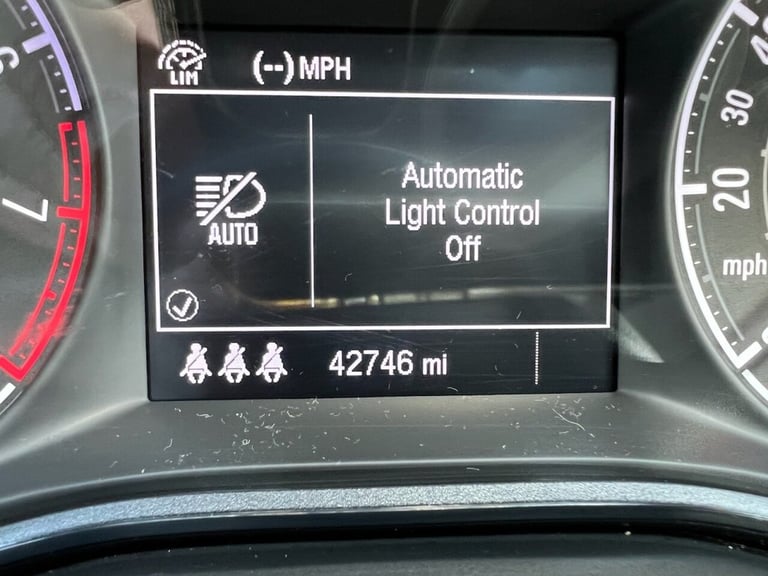 LIM (--) MPH
AUTO
Automatic
Light Control
Off
42746 mi
7
30
20
mph